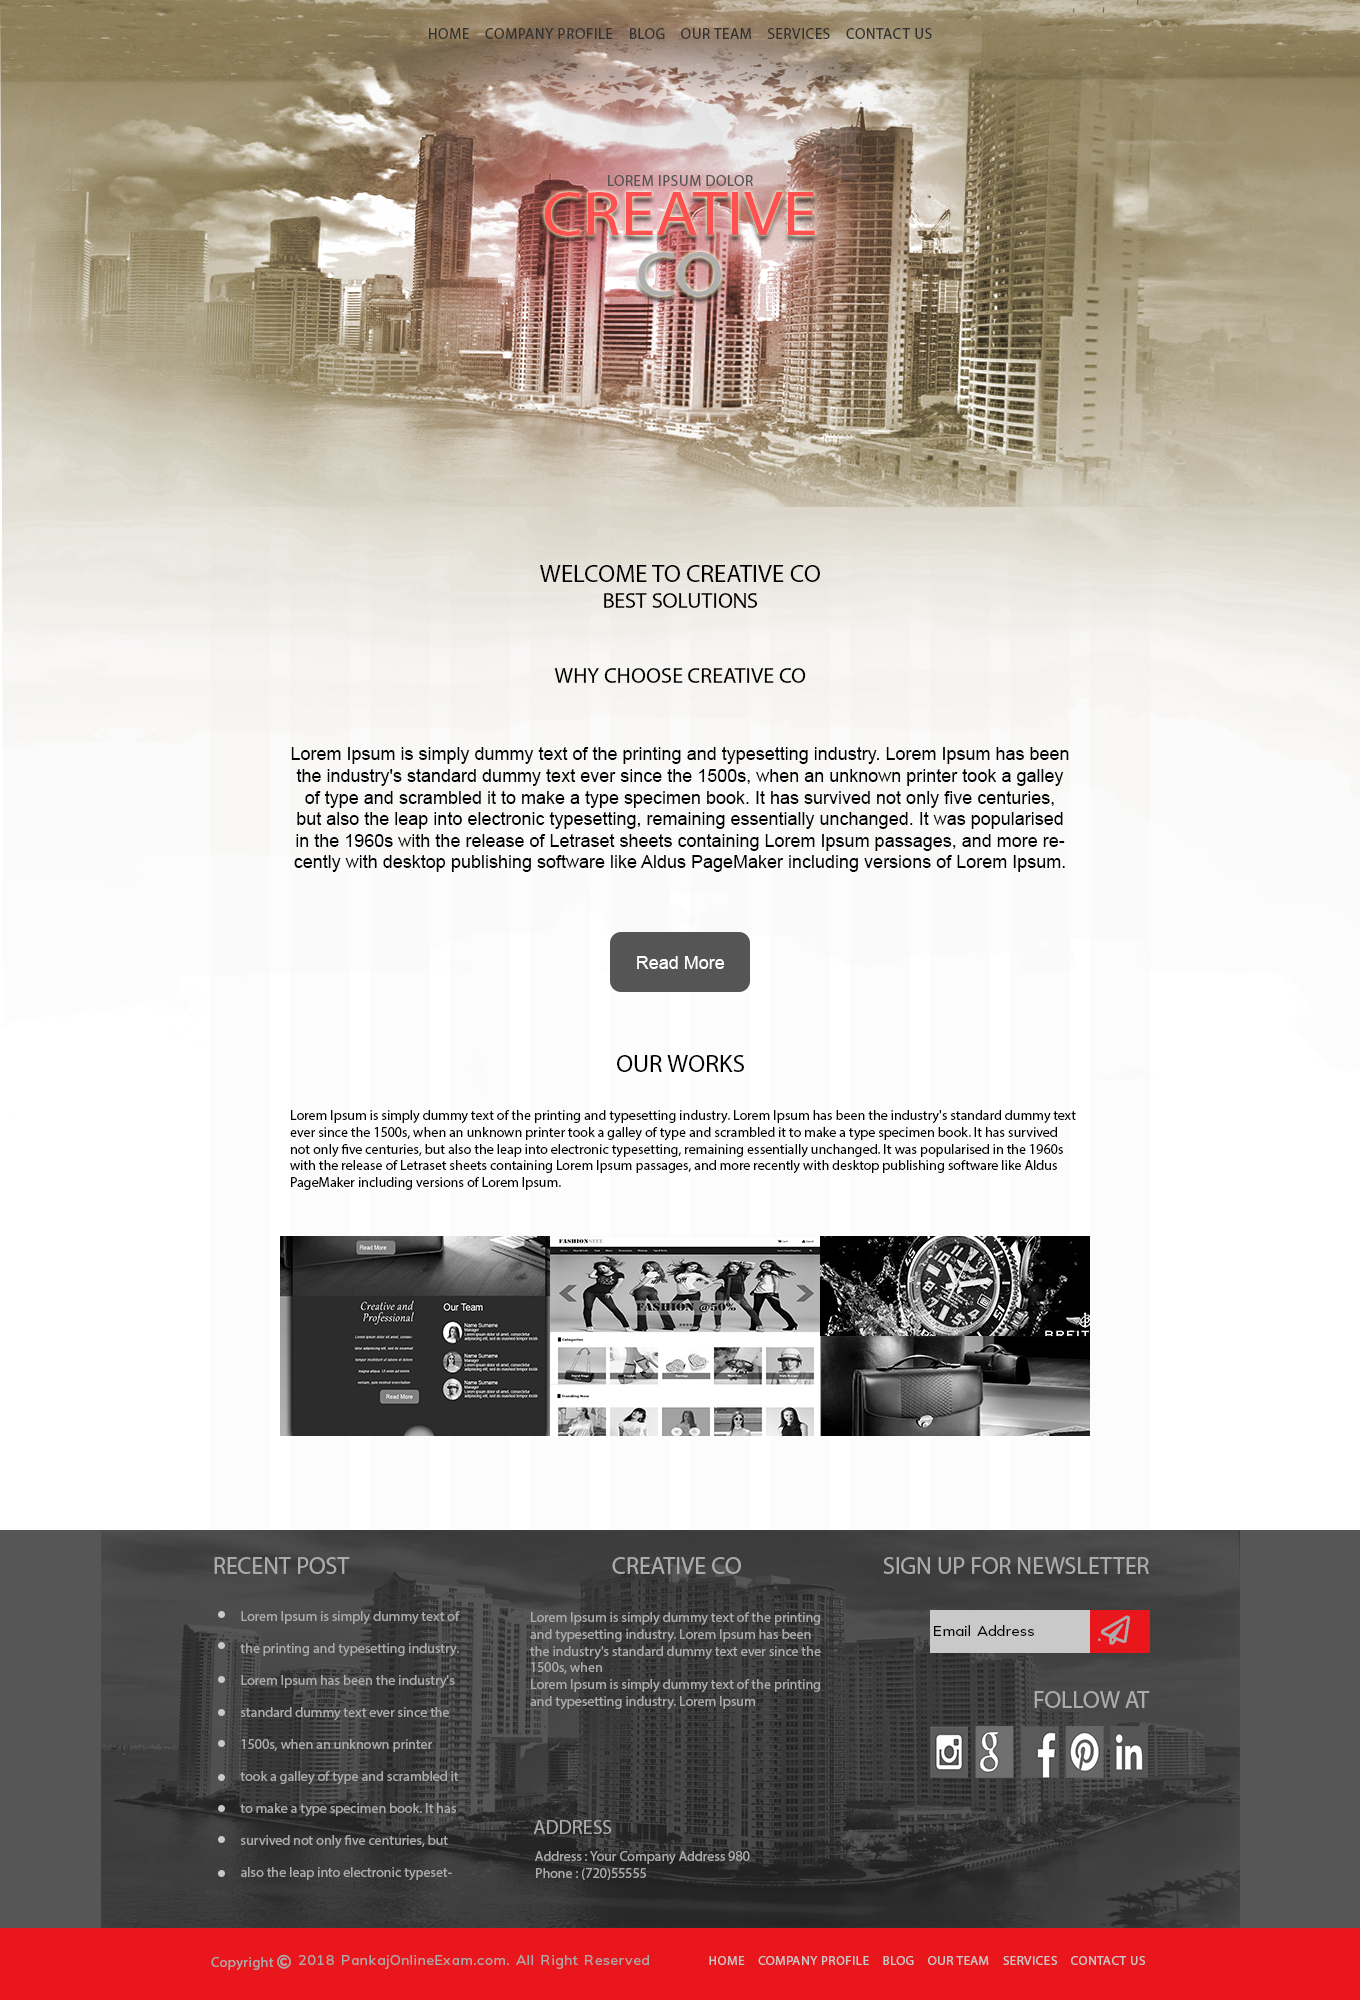 HOME COMPANY PROFILE BLOG OUR TEAM SERVICES CONTACT US
LOREM IPSUM DOLOR
CREATIVE
CO
WELCOME TO CREATIVE CO
BEST SOLUTIONS
WHY CHOOSE CREATIVE CO
Lorem Ipsum is simply dummy text of the printing and typesetting industry. Lorem Ipsum has been
the industry's standard dummy text ever since the 1500s, when an unknown printer took a galley
of type and scrambled it to make a type specimen book. It has survived not only five centuries,
but also the leap into electronic typesetting, remaining essentially unchanged. It was popularised
in the 1960s with the release of Letraset sheets containing Lorem Ipsum passages, and more re-
cently with desktop publishing software like Aldus PageMaker including versions of Lorem Ipsum.
Read More
OUR WORKS
Lorem Ipsum is simply dummy text of the printing and typesetting industry. Lorem Ipsum has been the industry's standard dummy text
ever since the 1500s, when an unknown printer took a galley of type and scrambled it to make a type specimen book. It has survived
not only five centuries, but also the leap into electronic typesetting, remaining essentially unchanged. It was popularised in the 1960s
with the release of Letraset sheets containing Lorem Ipsum passages, and more recently with desktop publishing software like Aldus
PageMaker including versions of Lorem Ipsum.
Read More
Creative and
Professional
Read More
Our Team
Name Surname
Manager
Name Surname
Manager
Name Surname
Manager
FASHIONSITE
FASHION @50%
Categories
Trending Now
BREIT
RECENT POST
Lorem Ipsum is simply dummy text of
the printing and typesetting industry.
Lorem Ipsum has been the industry's
standard dummy text ever since the
1500s, when an unknown printer
took a galley of type and scrambled it
to make a type specimen book. It has
survived not only five centuries, but
also the leap into electronic typeset-
CREATIVE CO
Lorem Ipsum is simply dummy text of the printing
and typesetting industry. Lorem Ipsum has been
the industry's standard dummy text ever since the
1500s, when
Lorem Ipsum is simply dummy text of the printing
and typesetting industry. Lorem Ipsum
ADDRESS
Address : Your Company Address 980
Phone : (720)55555
SIGN UP FOR NEWSLETTER
Email Address
FOLLOW AT
Copyright © 2018 PankajOnlineExam.com. All Right Reserved
HOME COMPANY PROFILE BLOG OUR TEAM SERVICES CONTACT US